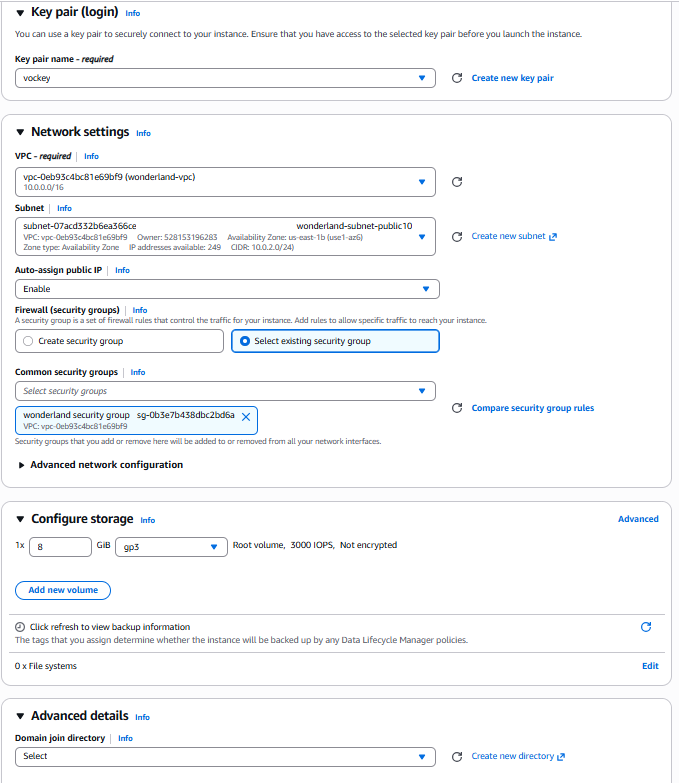 Key pair (login) Info
You can use a key pair to securely connect to your instance. Ensure that you have access to the selected key pair before you launch the instance.
Key pair name - required
vockey
Create new key pair
Network settings Info
VPC - required Info
vpc-0eb93c4bc81e69bf9 (wonderland-vpc)
10.0.0.0/16
Subnet Info
subnet-07acd332b6ea366ce wonderland-subnet-public10
VPC: vpc-0eb93c4bc81e69bf9 Owner: 528153196283 Availability Zone: us-east-1b (use1-az6)
Zone type: Availability Zone IP addresses available: 249 CIDR: 10.0.2.0/24)
Create new subnet
Auto-assign public IP Info
Enable
Firewall (security groups) Info
A security group is a set of firewall rules that control the traffic for your instance. Add rules to allow specific traffic to reach your instance.
Create security group
Select existing security group
Common security groups Info
Select security groups
wonderland security group sg-0b3e7b438dbc2bd6a
VPC: vpc-0eb93c4bc81e69bf9
Compare security group rules
Security groups that you add or remove here will be added to or removed from all your network interfaces.
Advanced network configuration
Configure storage Info
Advanced
1x 8 GiB gp3 Root volume, 3000 IOPS, Not encrypted
Add new volume
Click refresh to view backup information
The tags that you assign determine whether the instance will be backed up by any Data Lifecycle Manager policies.
0 x File systems
Edit
Advanced details Info
Domain join directory Info
Select
Create new directory